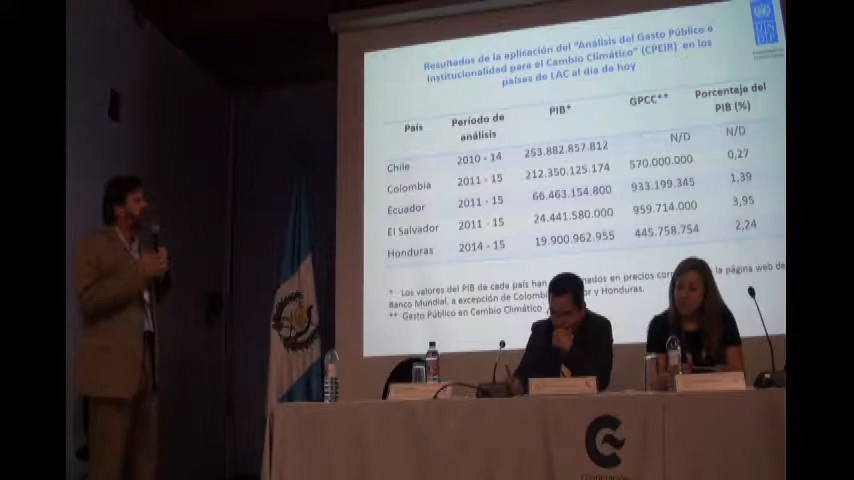 Resultados de la aplicación del "Análisis del Gasto Público e
Institucionalidad para el Cambio Climático" (CPEIR) en los
países de LAC al día de hoy
UN
DP
País Período de análisis PIB* GPCC** Porcentaje del PIB (%)
Chile 2010 - 14 253.882.857.812 N/D N/D
Colombia 2011 - 15 212.350.125.174 570.000.000 0,27
Ecuador 2011 - 15 66.463.154.800 933.199.345 1,39
El Salvador 2011 - 15 24.441.580.000 959.714.000 3,95
Honduras 2014 - 15 19.900.962.955 445.758.754 2,24
* Los valores del PIB de cada país han en precios la página web de
Banco Mundial, a excepción de Colombia y Honduras.
** Gasto Público en Cambio Climático